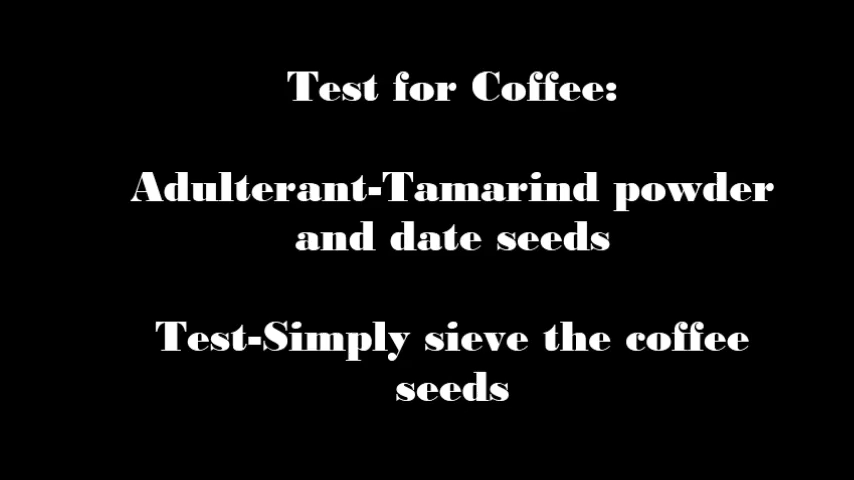 Test for Coffee:
Adulterant-Tamarind powder
and date seeds
Test-Simply sieve the coffee
seeds